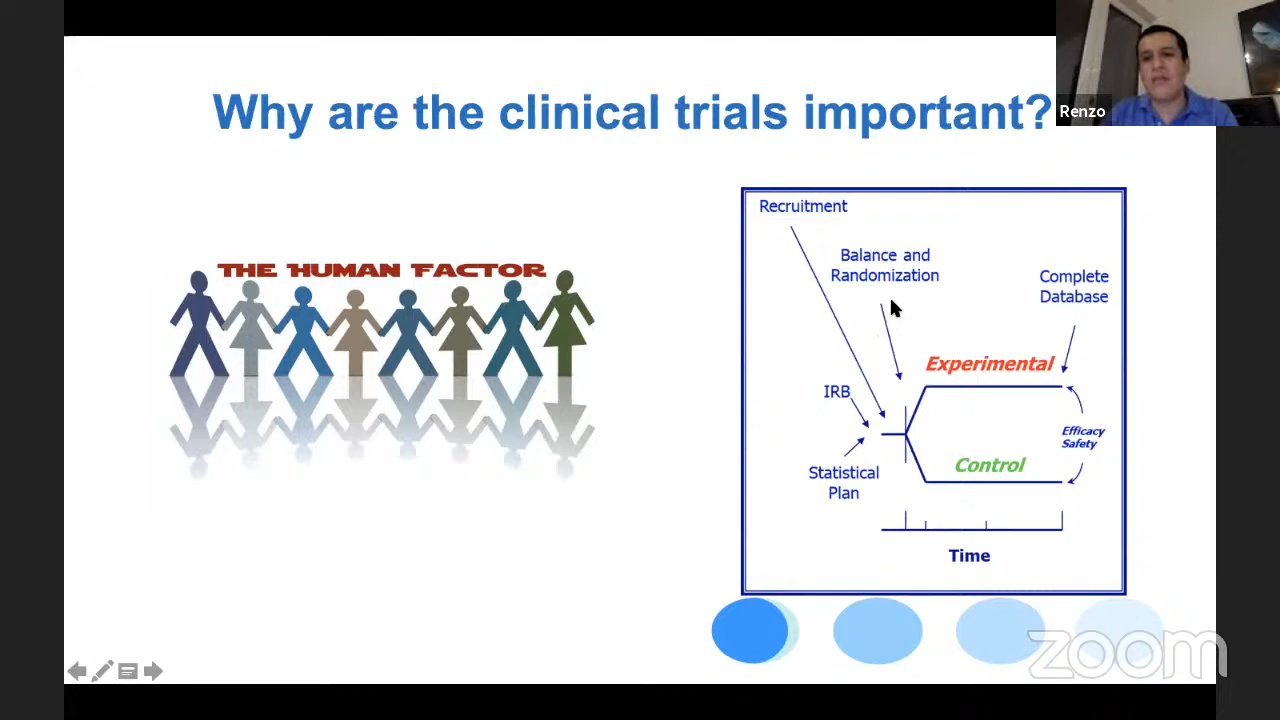 Why are the clinical trials important?
Renzo
THE HUMAN FACTOR
Recruitment
Balance and
Randomization
Complete
Database
Experimental
IRB
Efficacy
Safety
Control
Statistical
Plan
Time
zoom